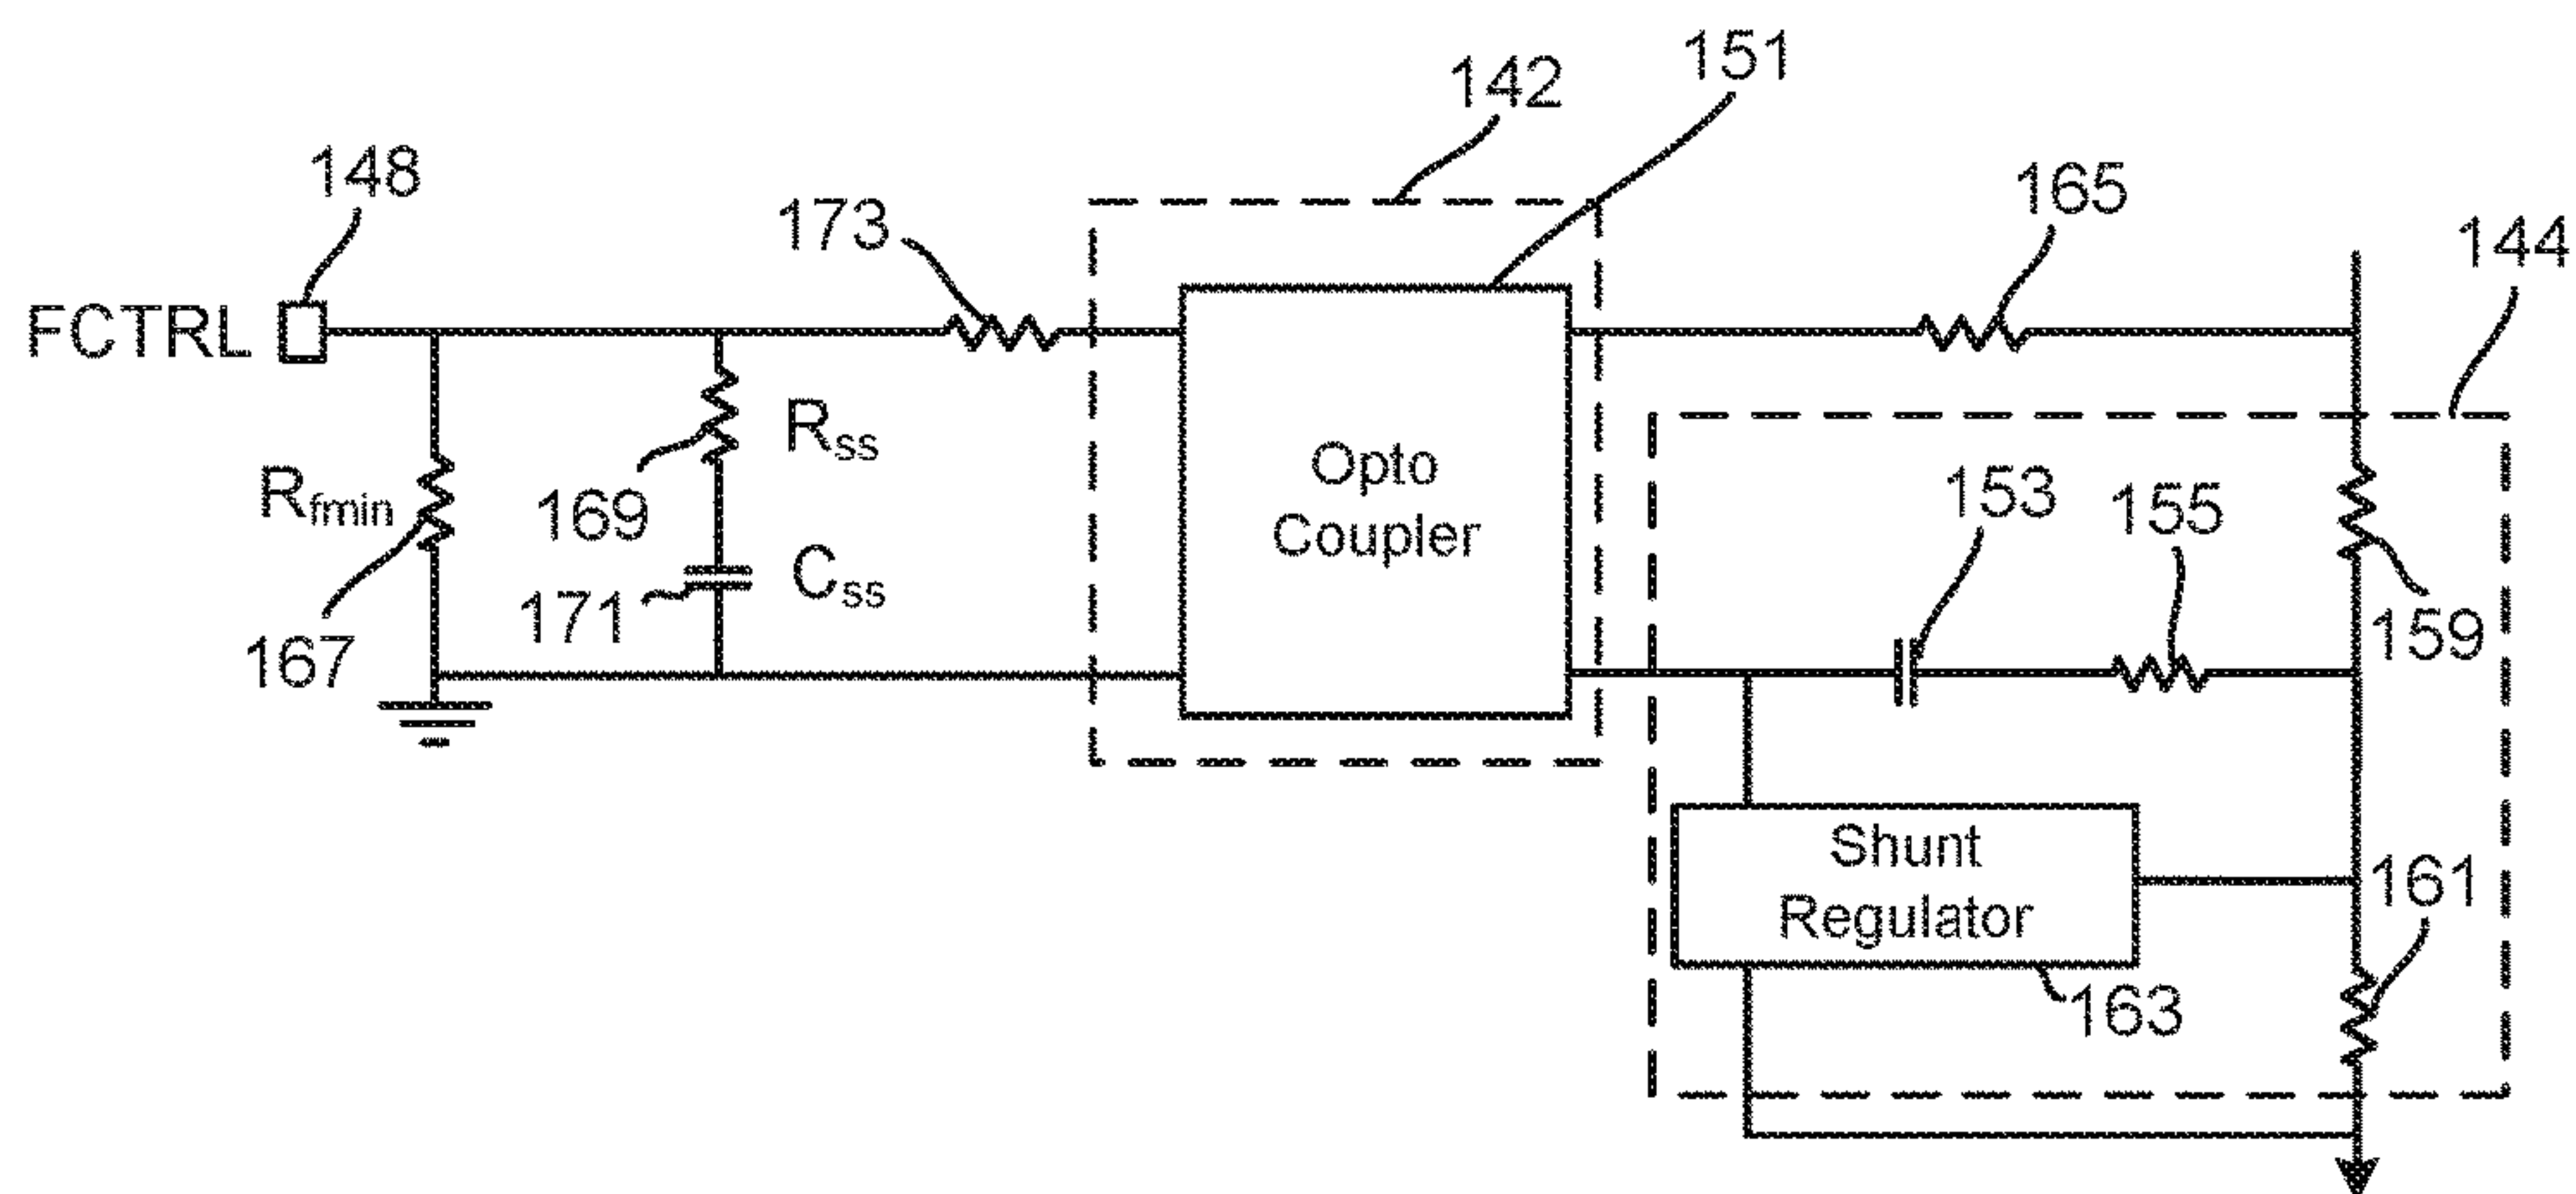 151
142
148
165
173
144
FCTRL
Rss
Opto
Coupler
153
155
Rfmin
169
159
171
Css
167
Shunt
Regulator
161
163